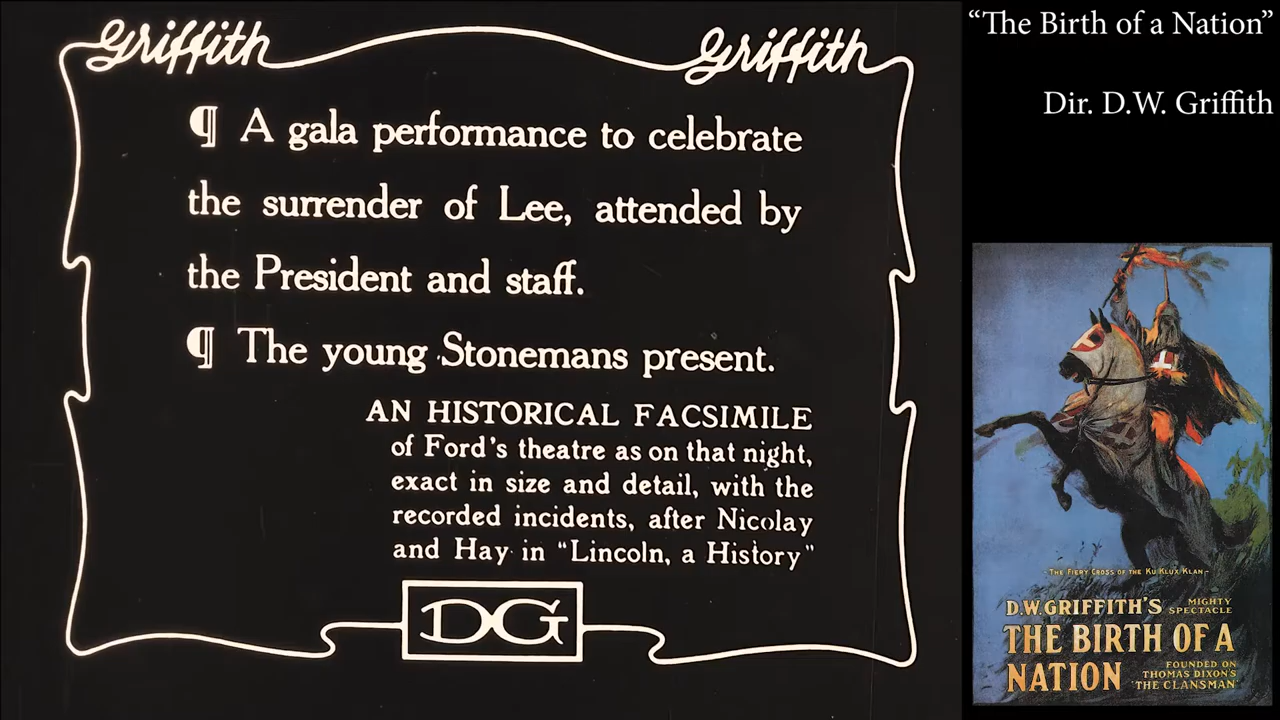 Griffith Griffith
¶ A gala performance to celebrate
the surrender of Lee, attended by
the President and staff.
¶ The young Stonemans present.
AN HISTORICAL FACSIMILE
of Ford's theatre as on that night,
exact in size and detail, with the
recorded incidents, after Nicolay
and Hay in "Lincoln, a History"
DG
“The Birth of a Nation”
Dir. D.W. Griffith
- THE FIERY CROSS OF THE KU KLUX KLAN -
D.W. GRIFFITH'S MIGHTY
SPECTACLE
THE BIRTH OF A
NATION
FOUNDED ON
THOMAS DIXON'S
'THE CLANSMAN'